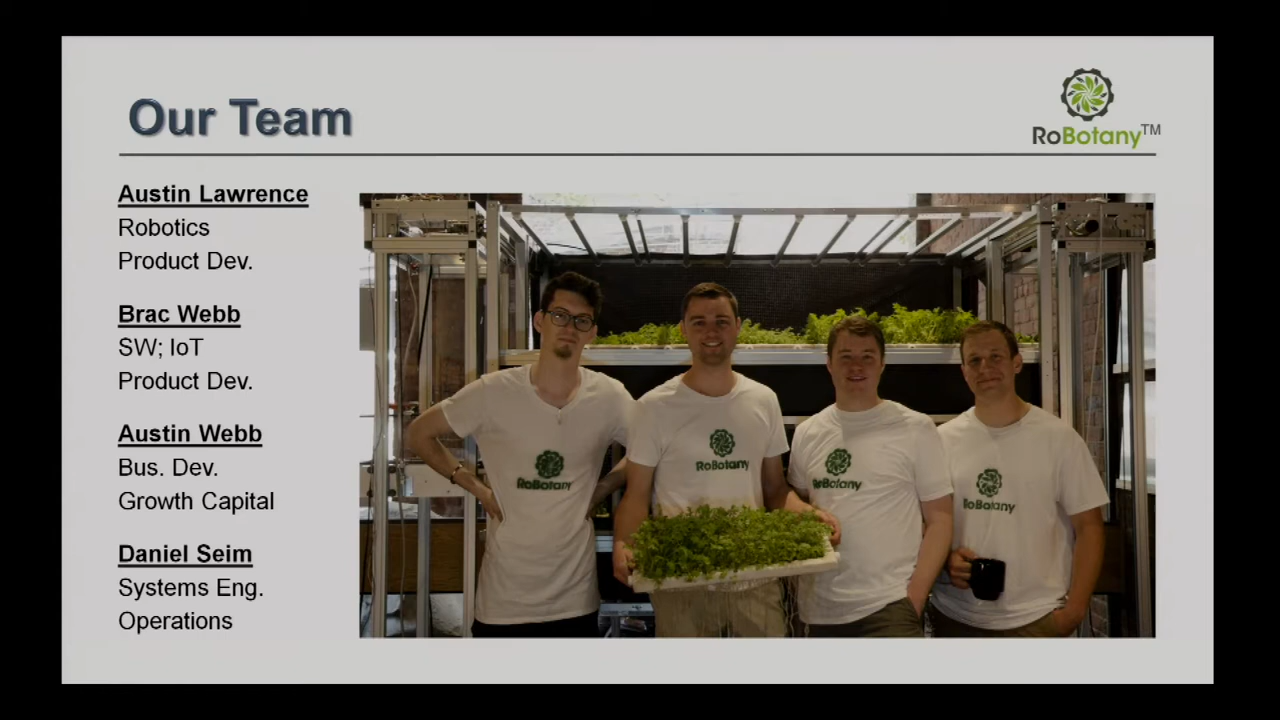 Our Team
RoBotany™
Austin Lawrence
Robotics
Product Dev.
Brac Webb
SW; IoT
Product Dev.
Austin Webb
Bus. Dev.
Growth Capital
Daniel Seim
Systems Eng.
Operations
RoBotany
RoBotany
RoBotany
RoBotany